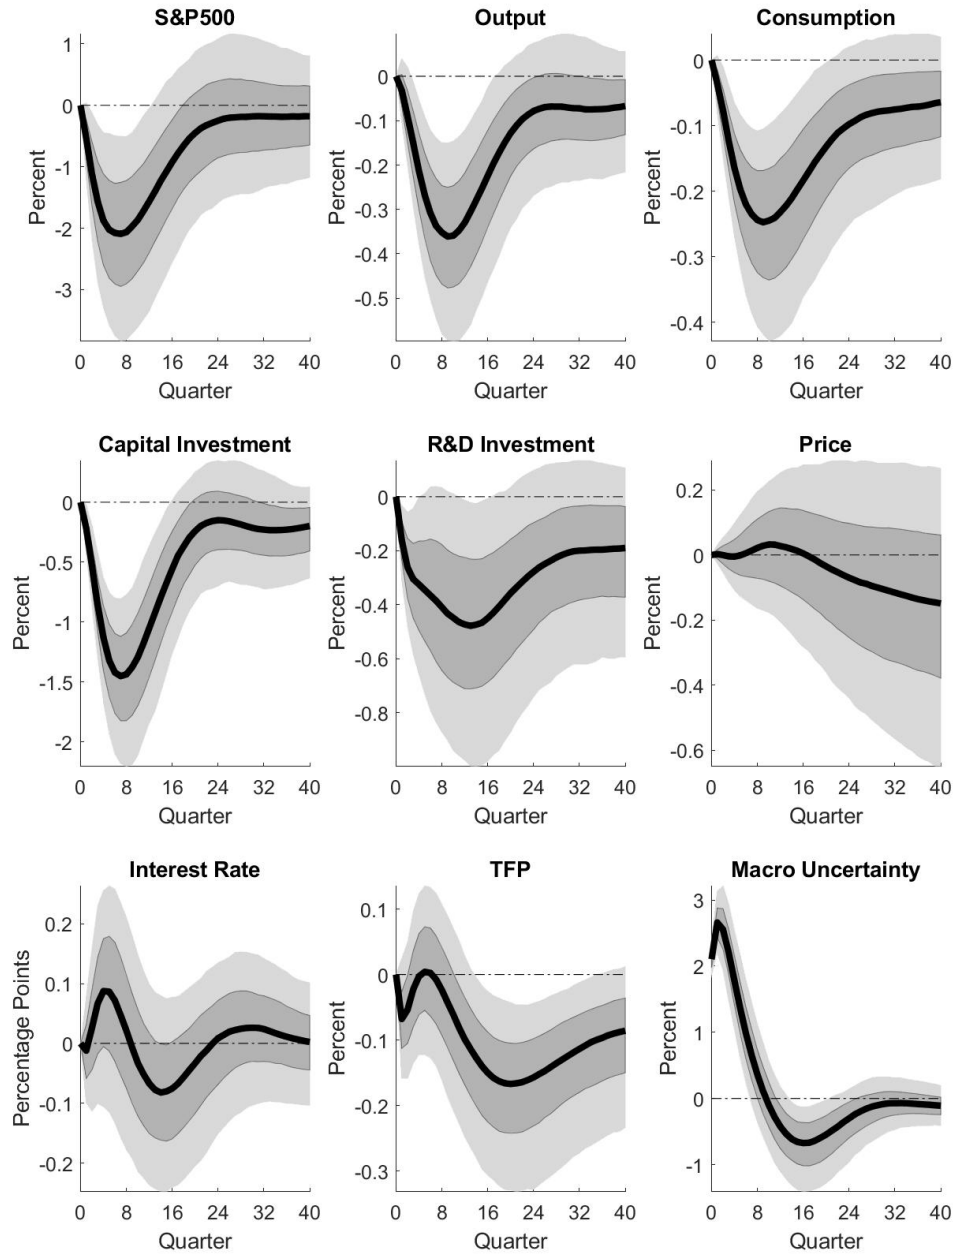 S&P500
Output
Consumption
1
0
-1
-2
-3
Percent
0 8 16 24 32 40
Quarter
0
-0.1
-0.2
-0.3
-0.4
-0.5
Percent
0 8 16 24 32 40
Quarter
0
-0.1
-0.2
-0.3
-0.4
Percent
0 8 16 24 32 40
Quarter
Capital Investment
R&D Investment
Price
0
-0.5
-1
-1.5
-2
Percent
0 8 16 24 32 40
Quarter
0
-0.2
-0.4
-0.6
-0.8
Percent
0 8 16 24 32 40
Quarter
0.2
0
-0.2
-0.4
-0.6
Percent
0 8 16 24 32 40
Quarter
Interest Rate
TFP
Macro Uncertainty
0.2
0.1
0
-0.1
-0.2
Percentage Points
0 8 16 24 32 40
Quarter
0.1
0
-0.1
-0.2
-0.3
Percent
0 8 16 24 32 40
Quarter
3
2
1
0
-1
Percent
0 8 16 24 32 40
Quarter